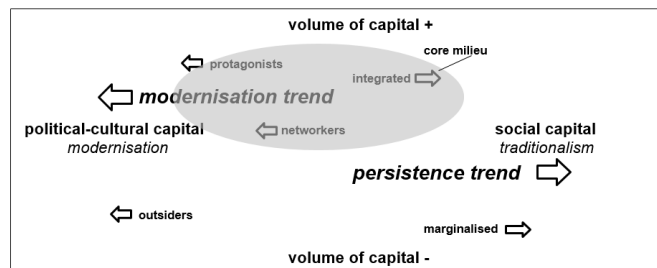 volume of capital +
core milieu
protagonists
integrated
modernisation trend
political-cultural capital
modernisation
networkers
social capital
traditionalism
persistence trend
outsiders
marginalised
volume of capital -